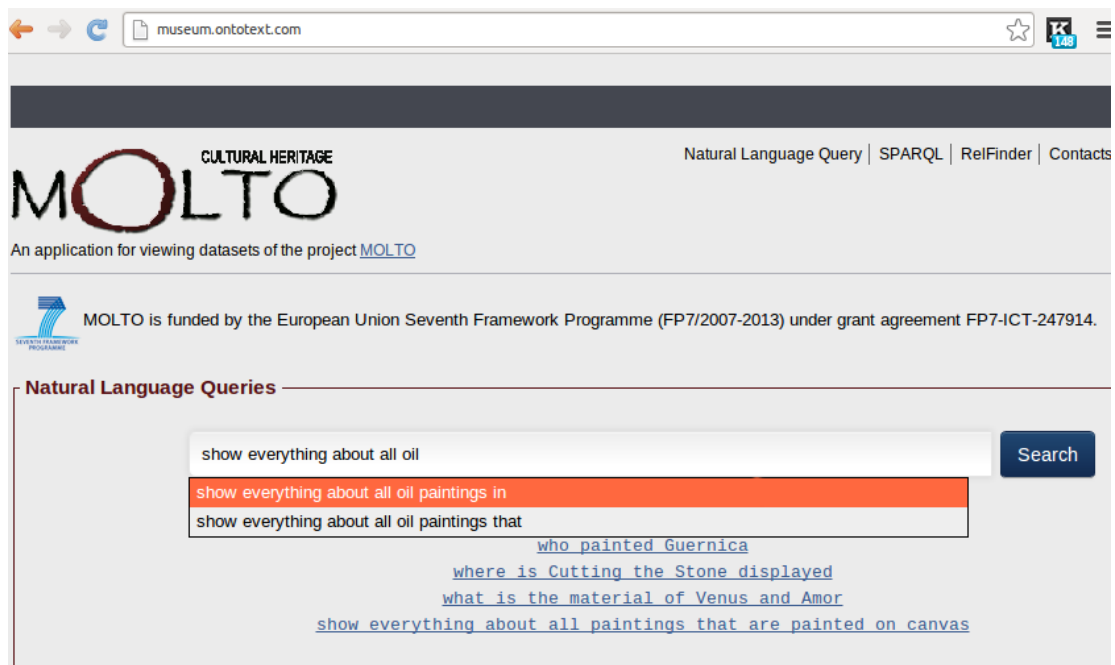 museum.ontotext.com
K
148
CULTURAL HERITAGE
MOLTO
Natural Language Query | SPARQL | RelFinder | Contacts
An application for viewing datasets of the project MOLTO
SEVENTH FRAMEWORK
PROGRAMME
MOLTO is funded by the European Union Seventh Framework Programme (FP7/2007-2013) under grant agreement FP7-ICT-247914.
Natural Language Queries
show everything about all oil
Search
show everything about all oil paintings in
show everything about all oil paintings that
who painted Guernica
where is Cutting the Stone displayed
what is the material of Venus and Amor
show everything about all paintings that are painted on canvas